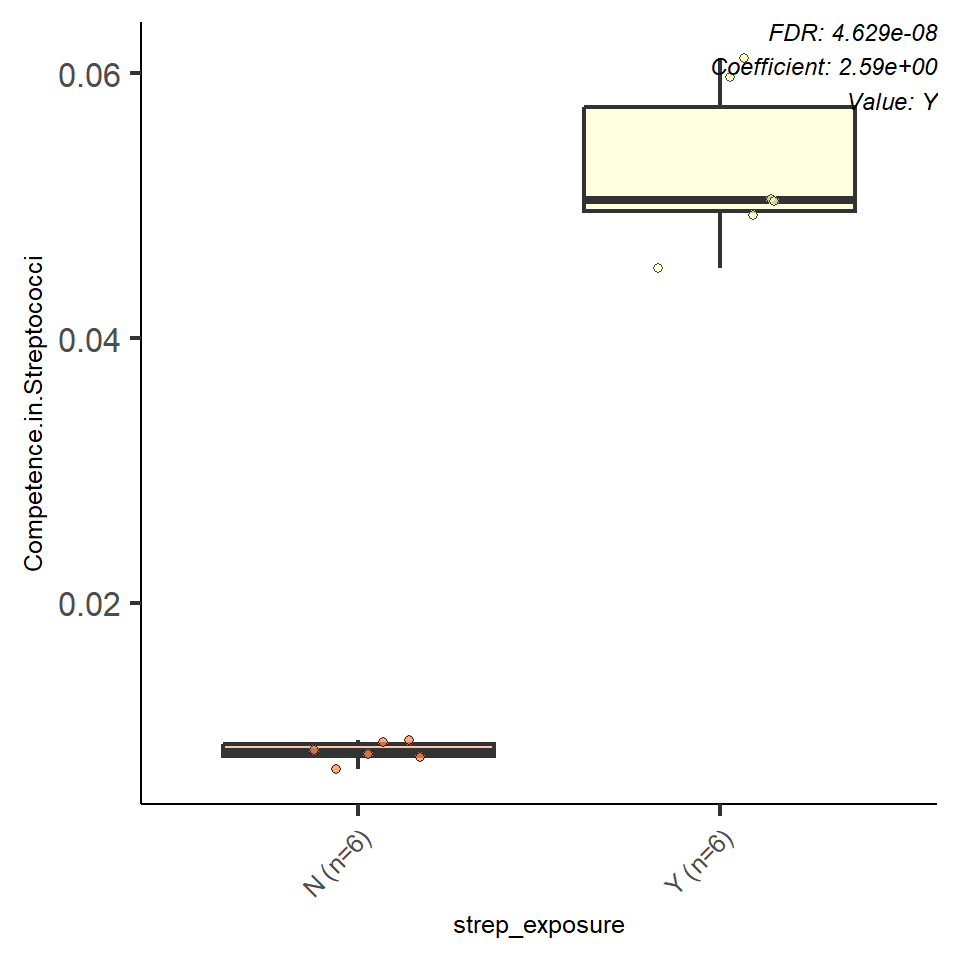 FDR: 4.629e-08
Coefficient: 2.59e+00
Value: Y
0.06
0.04
0.02
Competence.in.Streptococci
N (n=6)
Y (n=6)
strep_exposure